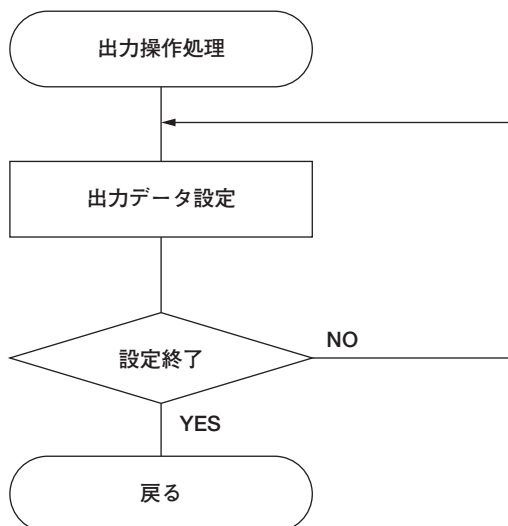 出力操作処理
出力データ設定
設定終了
NO
YES
戻る